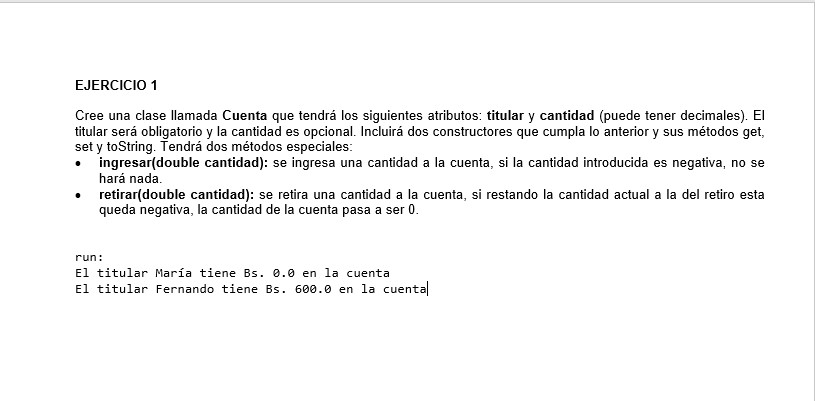 EJERCICIO 1
Cree una clase llamada Cuenta que tendrá los siguientes atributos: titular y cantidad (puede tener decimales). El
titular será obligatorio y la cantidad es opcional. Incluirá dos constructores que cumpla lo anterior y sus métodos get,
set y toString. Tendrá dos métodos especiales:
• ingresar(double cantidad): se ingresa una cantidad a la cuenta, si la cantidad introducida es negativa, no se
hará nada.
• retirar(double cantidad): se retira una cantidad a la cuenta, si restando la cantidad actual a la del retiro esta
queda negativa, la cantidad de la cuenta pasa a ser 0.
run:
El titular María tiene Bs. 0.0 en la cuenta
El titular Fernando tiene Bs. 600.0 en la cuenta